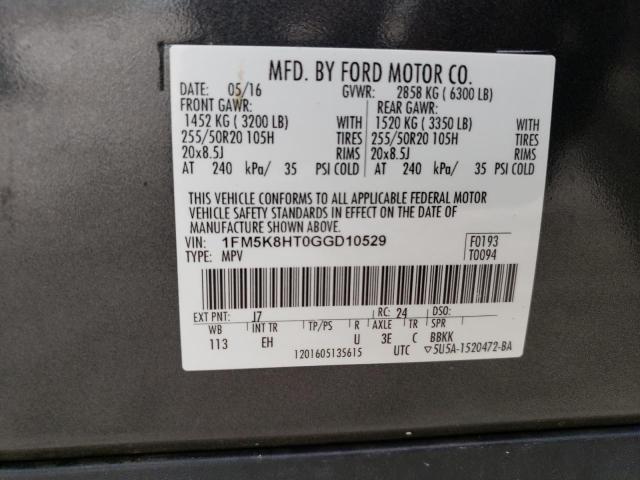 MFD. BY FORD MOTOR CO.
DATE: 05/16 GVWR: 2858 KG ( 6300 LB)
FRONT GAWR: REAR GAWR:
1452 KG ( 3200 LB) WITH 1520 KG ( 3350 LB) WITH
255/50R20 105H TIRES 255/50R20 105H TIRES
20x8.5J RIMS 20x8.5J RIMS
AT 240 kPa/ 35 PSI COLD AT 240 kPa/ 35 PSI COLD
THIS VEHICLE CONFORMS TO ALL APPLICABLE FEDERAL MOTOR
VEHICLE SAFETY STANDARDS IN EFFECT ON THE DATE OF
MANUFACTURE SHOWN ABOVE.
VIN: 1FM5K8HT0GGD10529 F0193
TYPE: MPV T0094
EXT PNT: J7 RC: 24 DSO:
WB INT TR TP/PS R AXLE TR SPR
113 EH U 3E C BBKK
1201605135615 UTC ▽5U5A-1520472-BA